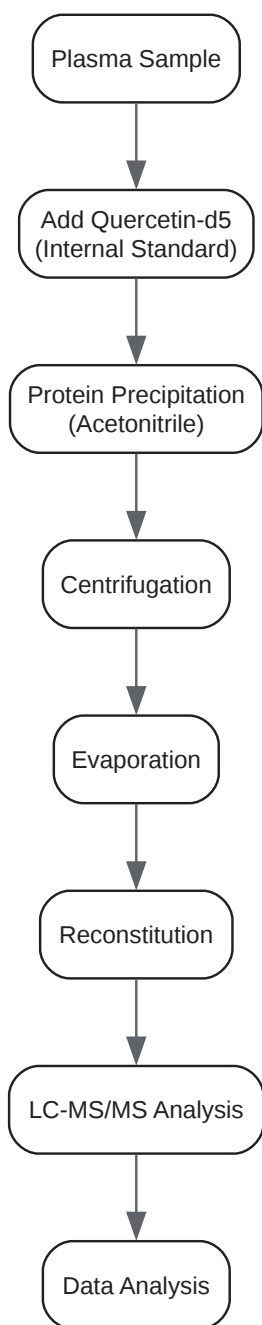 Plasma Sample
Add Quercetin-d5
(Internal Standard)
Protein Precipitation
(Acetonitrile)
Centrifugation
Evaporation
Reconstitution
LC-MS/MS Analysis
Data Analysis